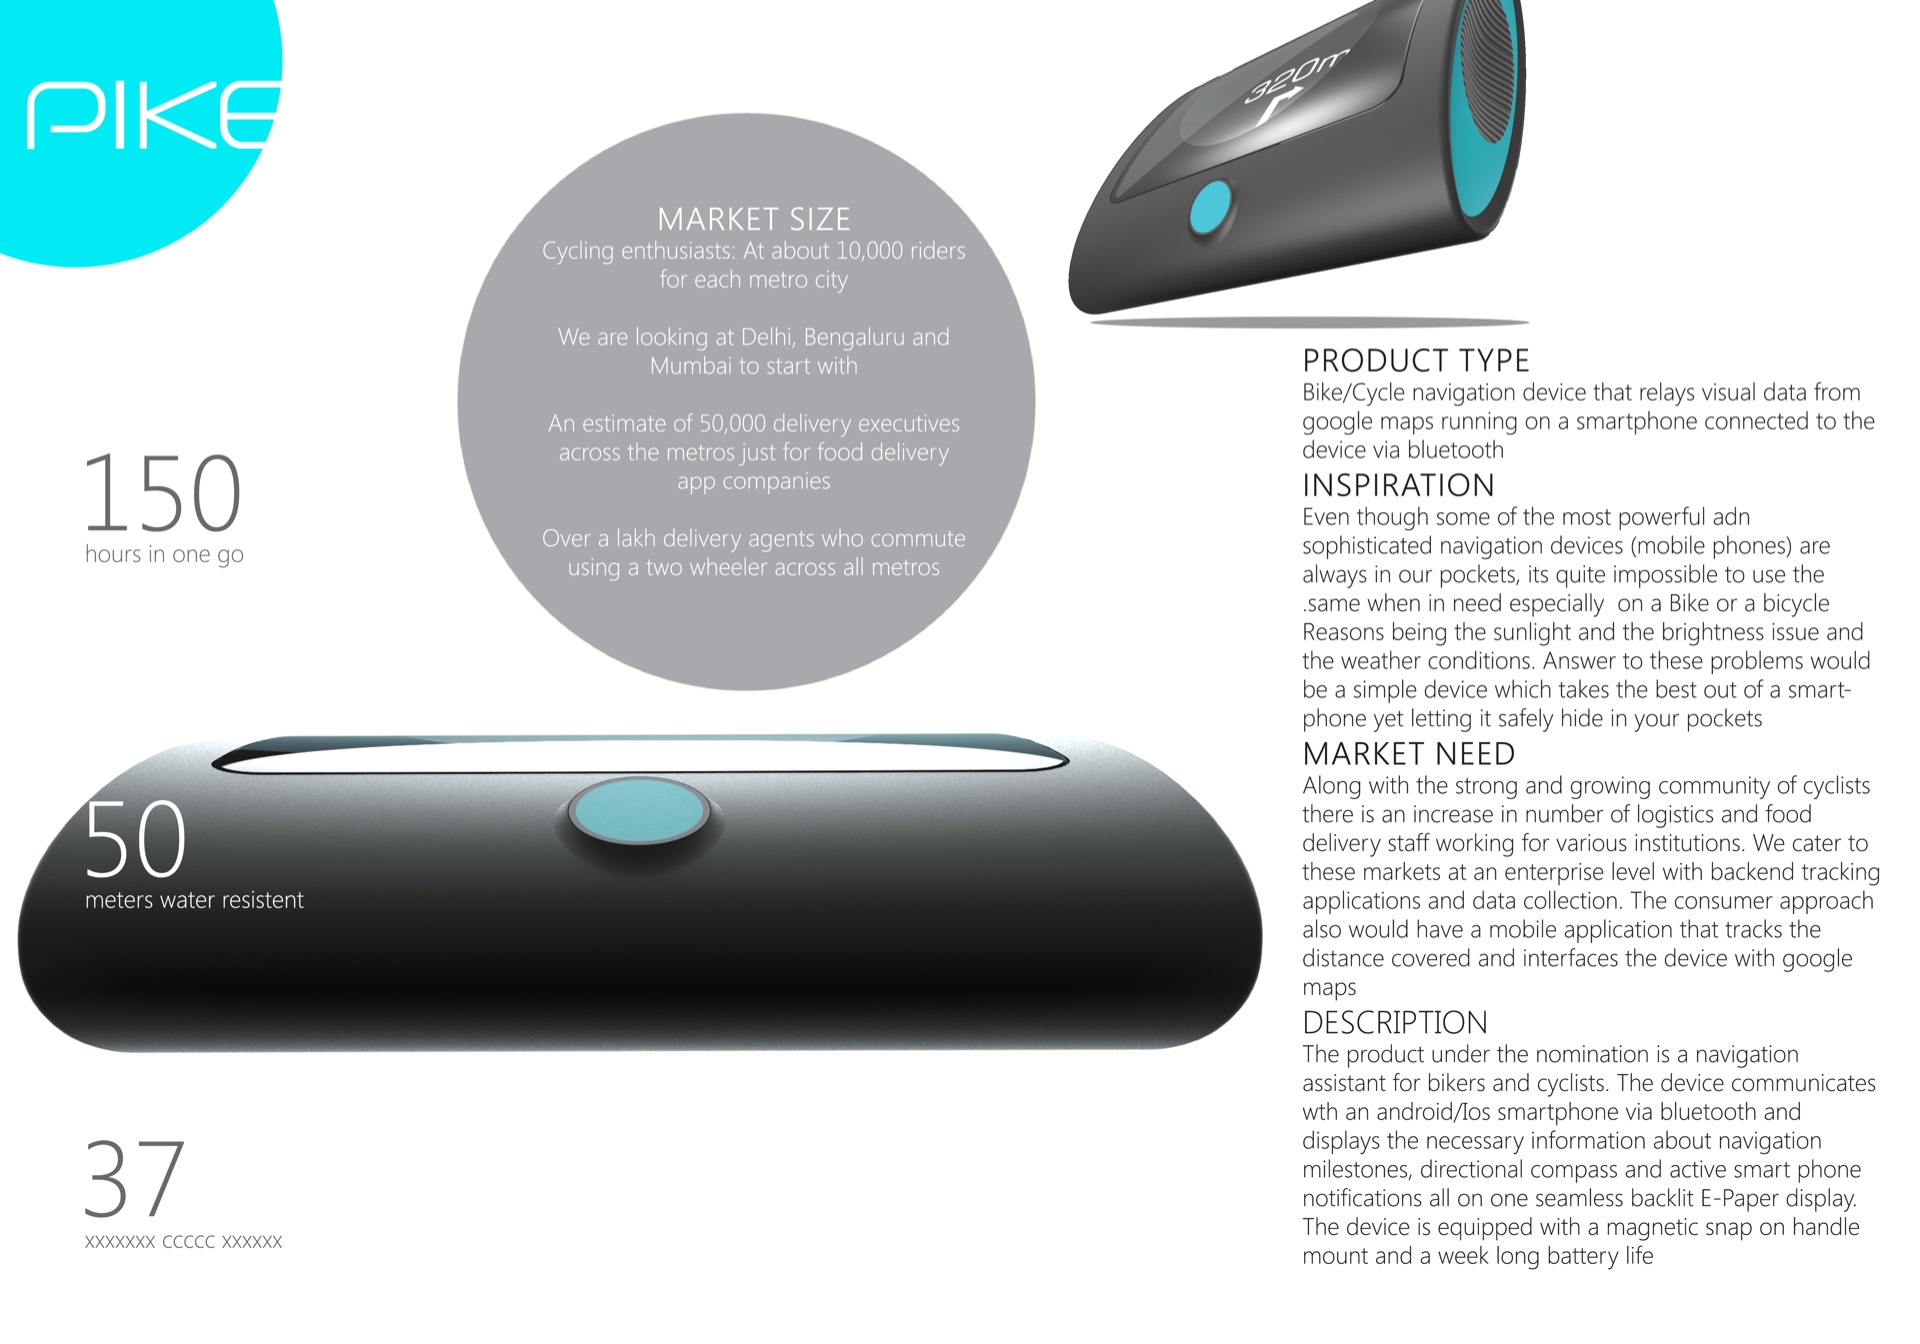 PIKE
320m
MARKET SIZE
Cycling enthusiasts: At about 10,000 riders
for each metro city
We are looking at Delhi, Bengaluru and
Mumbai to start with
An estimate of 50,000 delivery executives
across the metros just for food delivery
app companies
Over a lakh delivery agents who commute
using a two wheeler across all metros
150
hours in one go
50
meters water resistent
37
xxxxxxx ccccc xxxxxx
PRODUCT TYPE
Bike/Cycle navigation device that relays visual data from
google maps running on a smartphone connected to the
device via bluetooth
INSPIRATION
Even though some of the most powerful adn
sophisticated navigation devices (mobile phones) are
always in our pockets, its quite impossible to use the
.same when in need especially  on a Bike or a bicycle
Reasons being the sunlight and the brightness issue and
the weather conditions. Answer to these problems would
be a simple device which takes the best out of a smart-
phone yet letting it safely hide in your pockets
MARKET NEED
Along with the strong and growing community of cyclists
there is an increase in number of logistics and food
delivery staff working for various institutions. We cater to
these markets at an enterprise level with backend tracking
applications and data collection. The consumer approach
also would have a mobile application that tracks the
distance covered and interfaces the device with google
maps
DESCRIPTION
The product under the nomination is a navigation
assistant for bikers and cyclists. The device communicates
wth an android/Ios smartphone via bluetooth and
displays the necessary information about navigation
milestones, directional compass and active smart phone
notifications all on one seamless backlit E-Paper display.
The device is equipped with a magnetic snap on handle
mount and a week long battery life